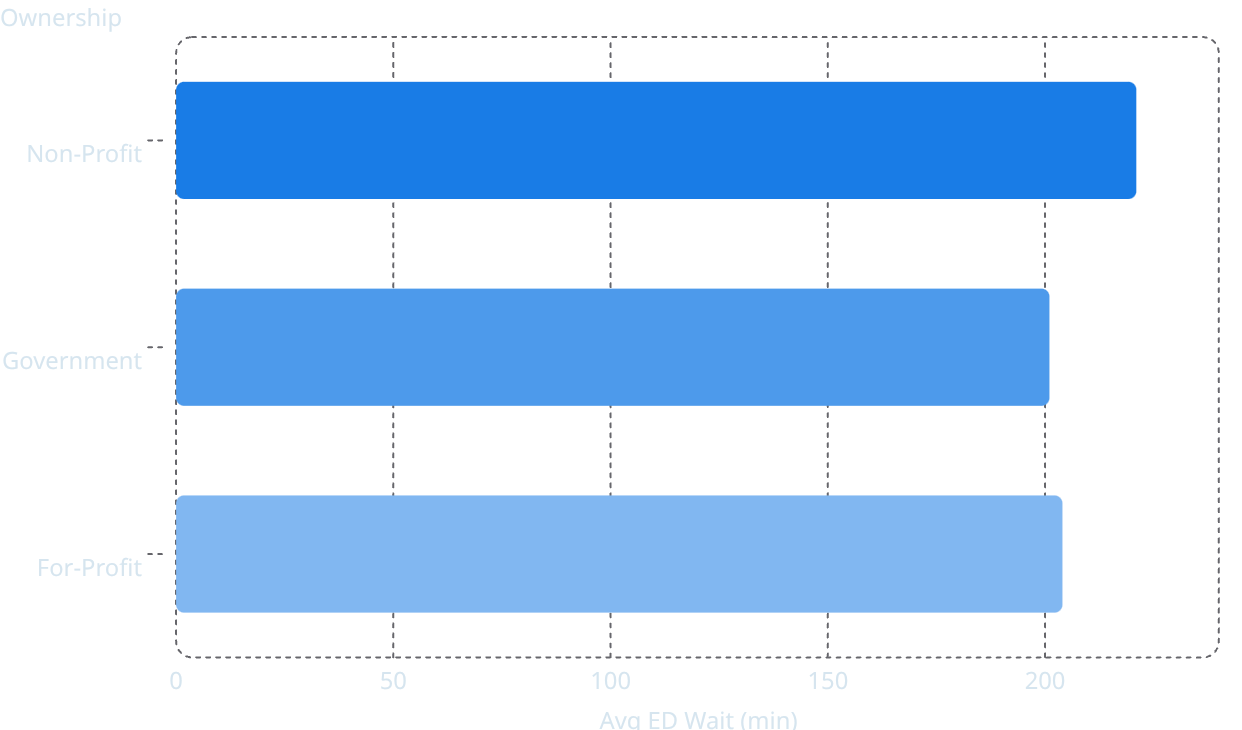 Ownership
Non-Profit
Government
For-Profit
0 50 100 150 200
Avg ED Wait (min)